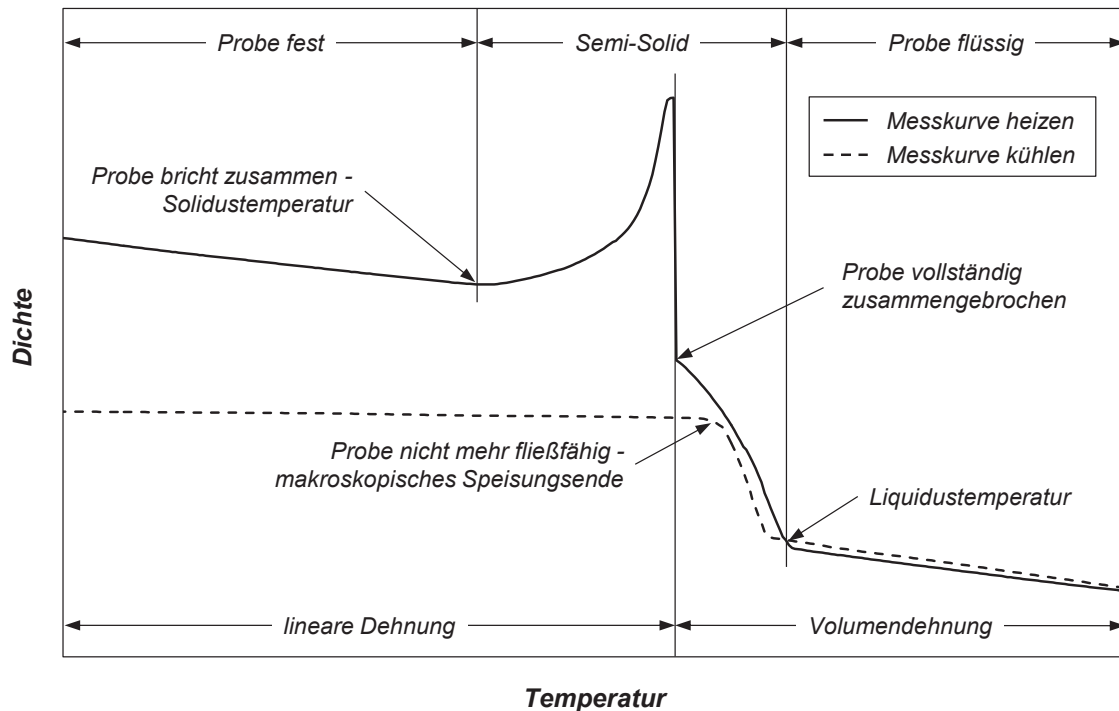 Probe fest
Semi-Solid
Probe flüssig
Messkurve heizen
Messkurve kühlen
Probe bricht zusammen -
Solidustemperatur
Probe vollständig
zusammengebrochen
Dichte
Probe nicht mehr fließfähig -
makroskopisches Speisungsende
Liquidustemperatur
lineare Dehnung
Volumendehnung
Temperatur